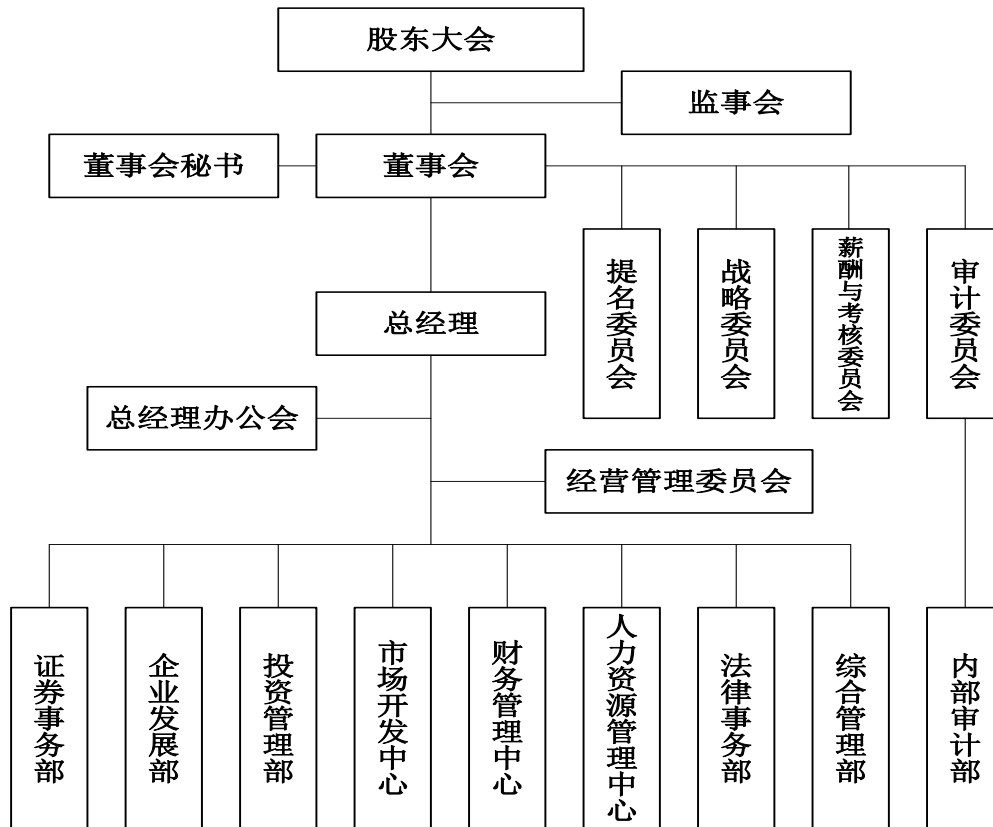 股东大会
监事会
董事会秘书
董事会
提名委员会
战略委员会
薪酬与考核委员会
审计委员会
总经理
总经理办公会
经营管理委员会
证券事务部
企业发展部
投资管理部
市场开发中心
财务管理中心
人力资源管理中心
法律事务部
综合管理部
内部审计部